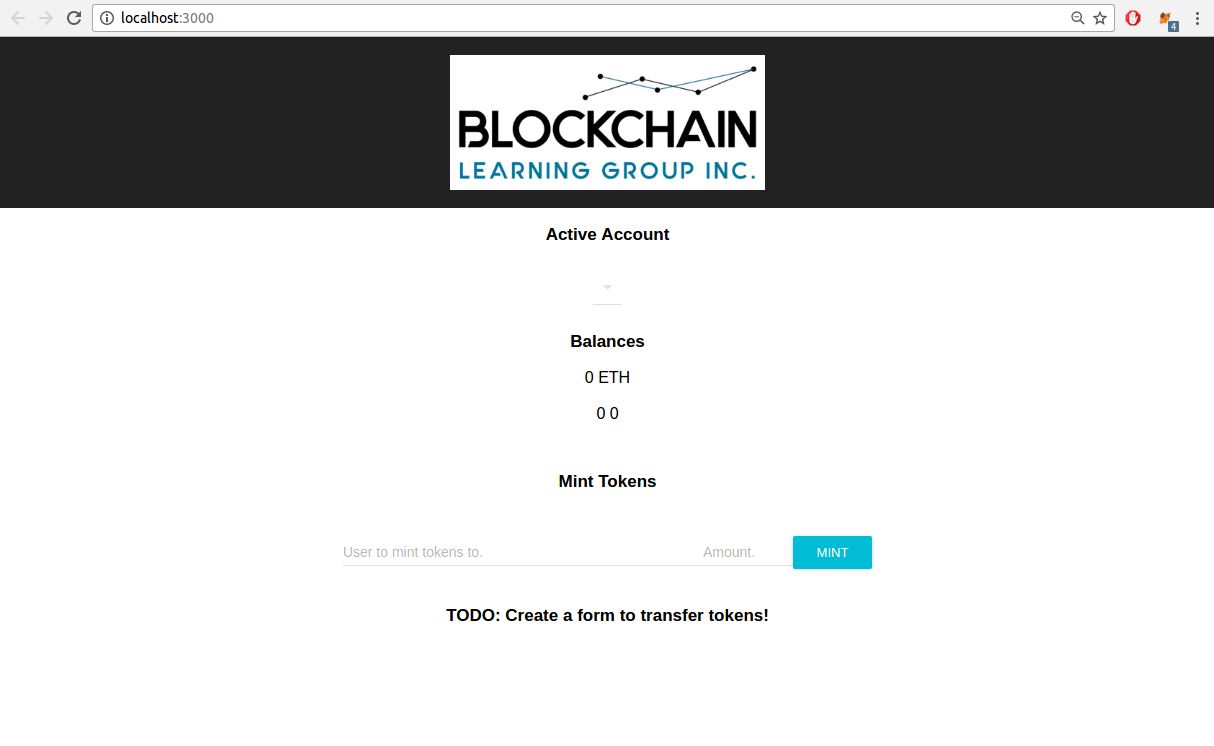 localhost:3000
4
BLOCKCHAIN
LEARNING GROUP INC.
Active Account
Balances
0 ETH
0 0
Mint Tokens
User to mint tokens to. Amount. MINT
TODO: Create a form to transfer tokens!